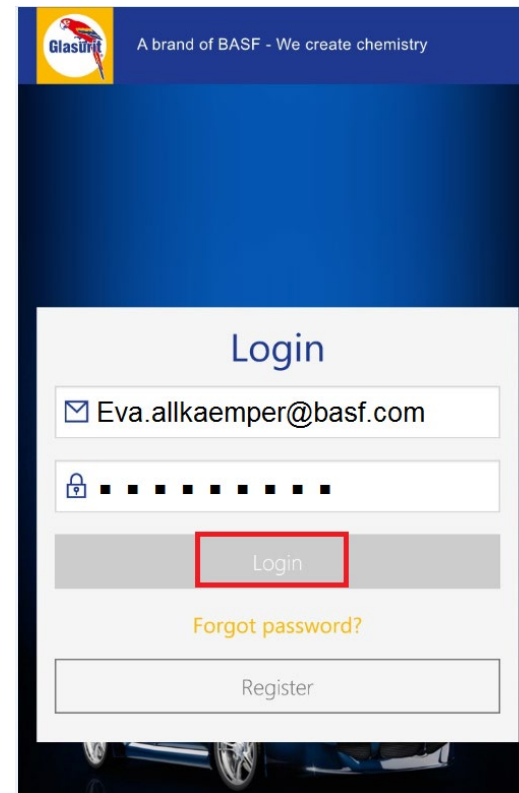 Glasurit
A brand of BASF - We create chemistry
Login
Eva.allkaemper@basf.com
Login
Forgot password?
Register